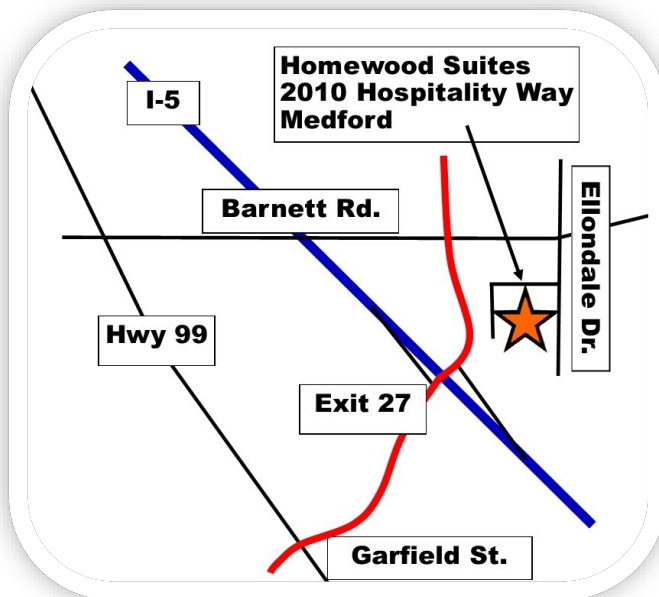 Homewood Suites
2010 Hospitality Way
Medford
I-5
Barnett Rd.
Ellondale Dr.
Hwy 99
Exit 27
Garfield St.